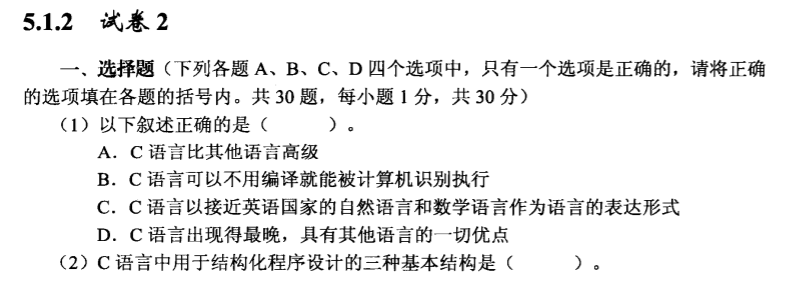 5.1.2 试卷 2
一、选择题（下列各题 A、B、C、D 四个选项中，只有一个选项是正确的，请将正确
的选项填在各题的括号内。共 30 题，每小题 1 分，共 30 分）
（1）以下叙述正确的是（ ）。
A．C 语言比其他语言高级
B．C 语言可以不用编译就能被计算机识别执行
C．C 语言以接近英语国家的自然语言和数学语言作为语言的表达形式
D．C 语言出现得最晚，具有其他语言的一切优点
（2）C 语言中用于结构化程序设计的三种基本结构是（ ）。